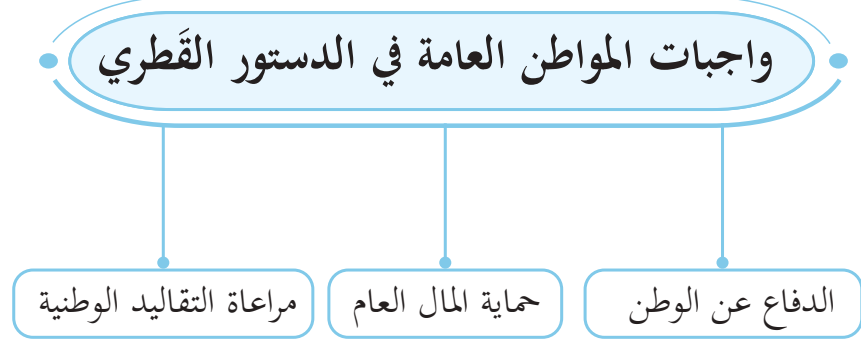 واجبات المواطن العامة في الدستور القَطري
الدفاع عن الوطن
حماية المال العام
مراعاة التقاليد الوطنية